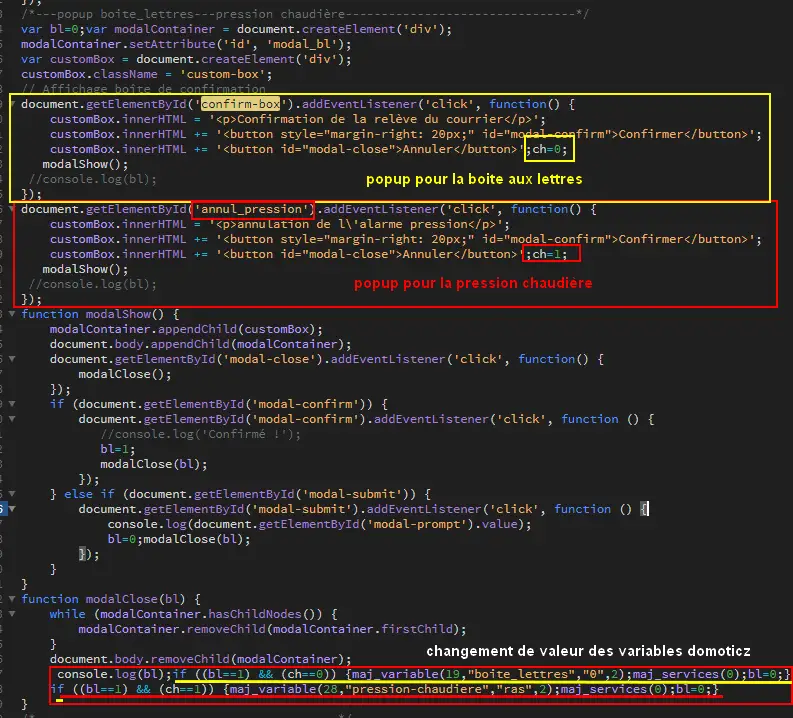 });
/*---popup boite_lettres---pression chaudière-----------------------------*/
var bl=0;var modalContainer = document.createElement('div');
modalContainer.setAttribute('id', 'modal_bl');
var customBox = document.createElement('div');
customBox.className = 'custom-box';
// Affichage boite de confirmation
document.getElementById('confirm-box').addEventListener('click', function() {
    customBox.innerHTML = '<p>Confirmation de la relève du courrier</p>';
    customBox.innerHTML += '<button style="margin-right: 20px;" id="modal-confirm">Confirmer</button>';
    customBox.innerHTML += '<button id="modal-close">Annuler</button>';ch=0;
   modalShow();
 //console.log(bl);
popup pour la boite aux lettres
});
document.getElementById('annul_pression').addEventListener('click', function() {
    customBox.innerHTML = '<p>annulation de l\'alarme pression</p>';
    customBox.innerHTML += '<button style="margin-right: 20px;" id="modal-confirm">Confirmer</button>';
    customBox.innerHTML += '<button id="modal-close">Annuler</button>';ch=1;
   modalShow();
 //console.log(bl);
popup pour la pression chaudière
});
function modalShow() {
    modalContainer.appendChild(customBox);
    document.body.appendChild(modalContainer);
    document.getElementById('modal-close').addEventListener('click', function() {
        modalClose();
    });
    if (document.getElementById('modal-confirm')) {
        document.getElementById('modal-confirm').addEventListener('click', function () {
           //console.log('Confirmé !');
           bl=1;
           modalClose(bl);
        });
    } else if (document.getElementById('modal-submit')) {
        document.getElementById('modal-submit').addEventListener('click', function () {
            console.log(document.getElementById('modal-prompt').value);
            bl=0;modalClose(bl);
        });
    }
}
function modalClose(bl) {
    while (modalContainer.hasChildNodes()) {
        modalContainer.removeChild(modalContainer.firstChild);
    }
changement de valeur des variables domoticz
    document.body.removeChild(modalContainer);
     console.log(bl);if ((bl==1) && (ch==0)) {maj_variable(19,"boite_lettres","0",2);maj_services(0);bl=0;}
    if ((bl==1) && (ch==1)) {maj_variable(28,"pression-chaudiere","ras",2);maj_services(0);bl=0;}
}